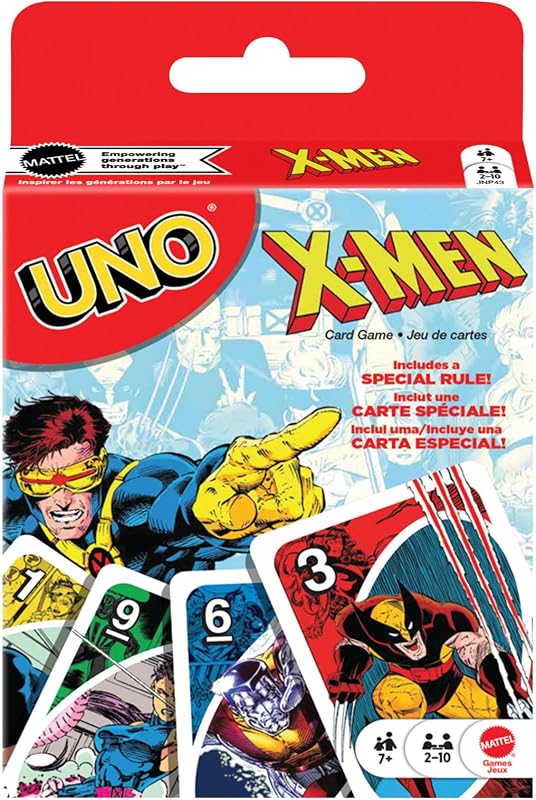 MATTEL
Empowering
generations
through play™
Inspirer les générations par le jeu
X-MEN
7+
2-10
JNP43
UNO®
X-MEN
Card Game • Jeu de cartes
Includes a
SPECIAL RULE!
Inclut une
CARTE SPÉCIALE!
Inclui uma/Incluye una
CARTA ESPECIAL!
1
9
6
3
7+
2-10
MATTEL
Games
Jeux